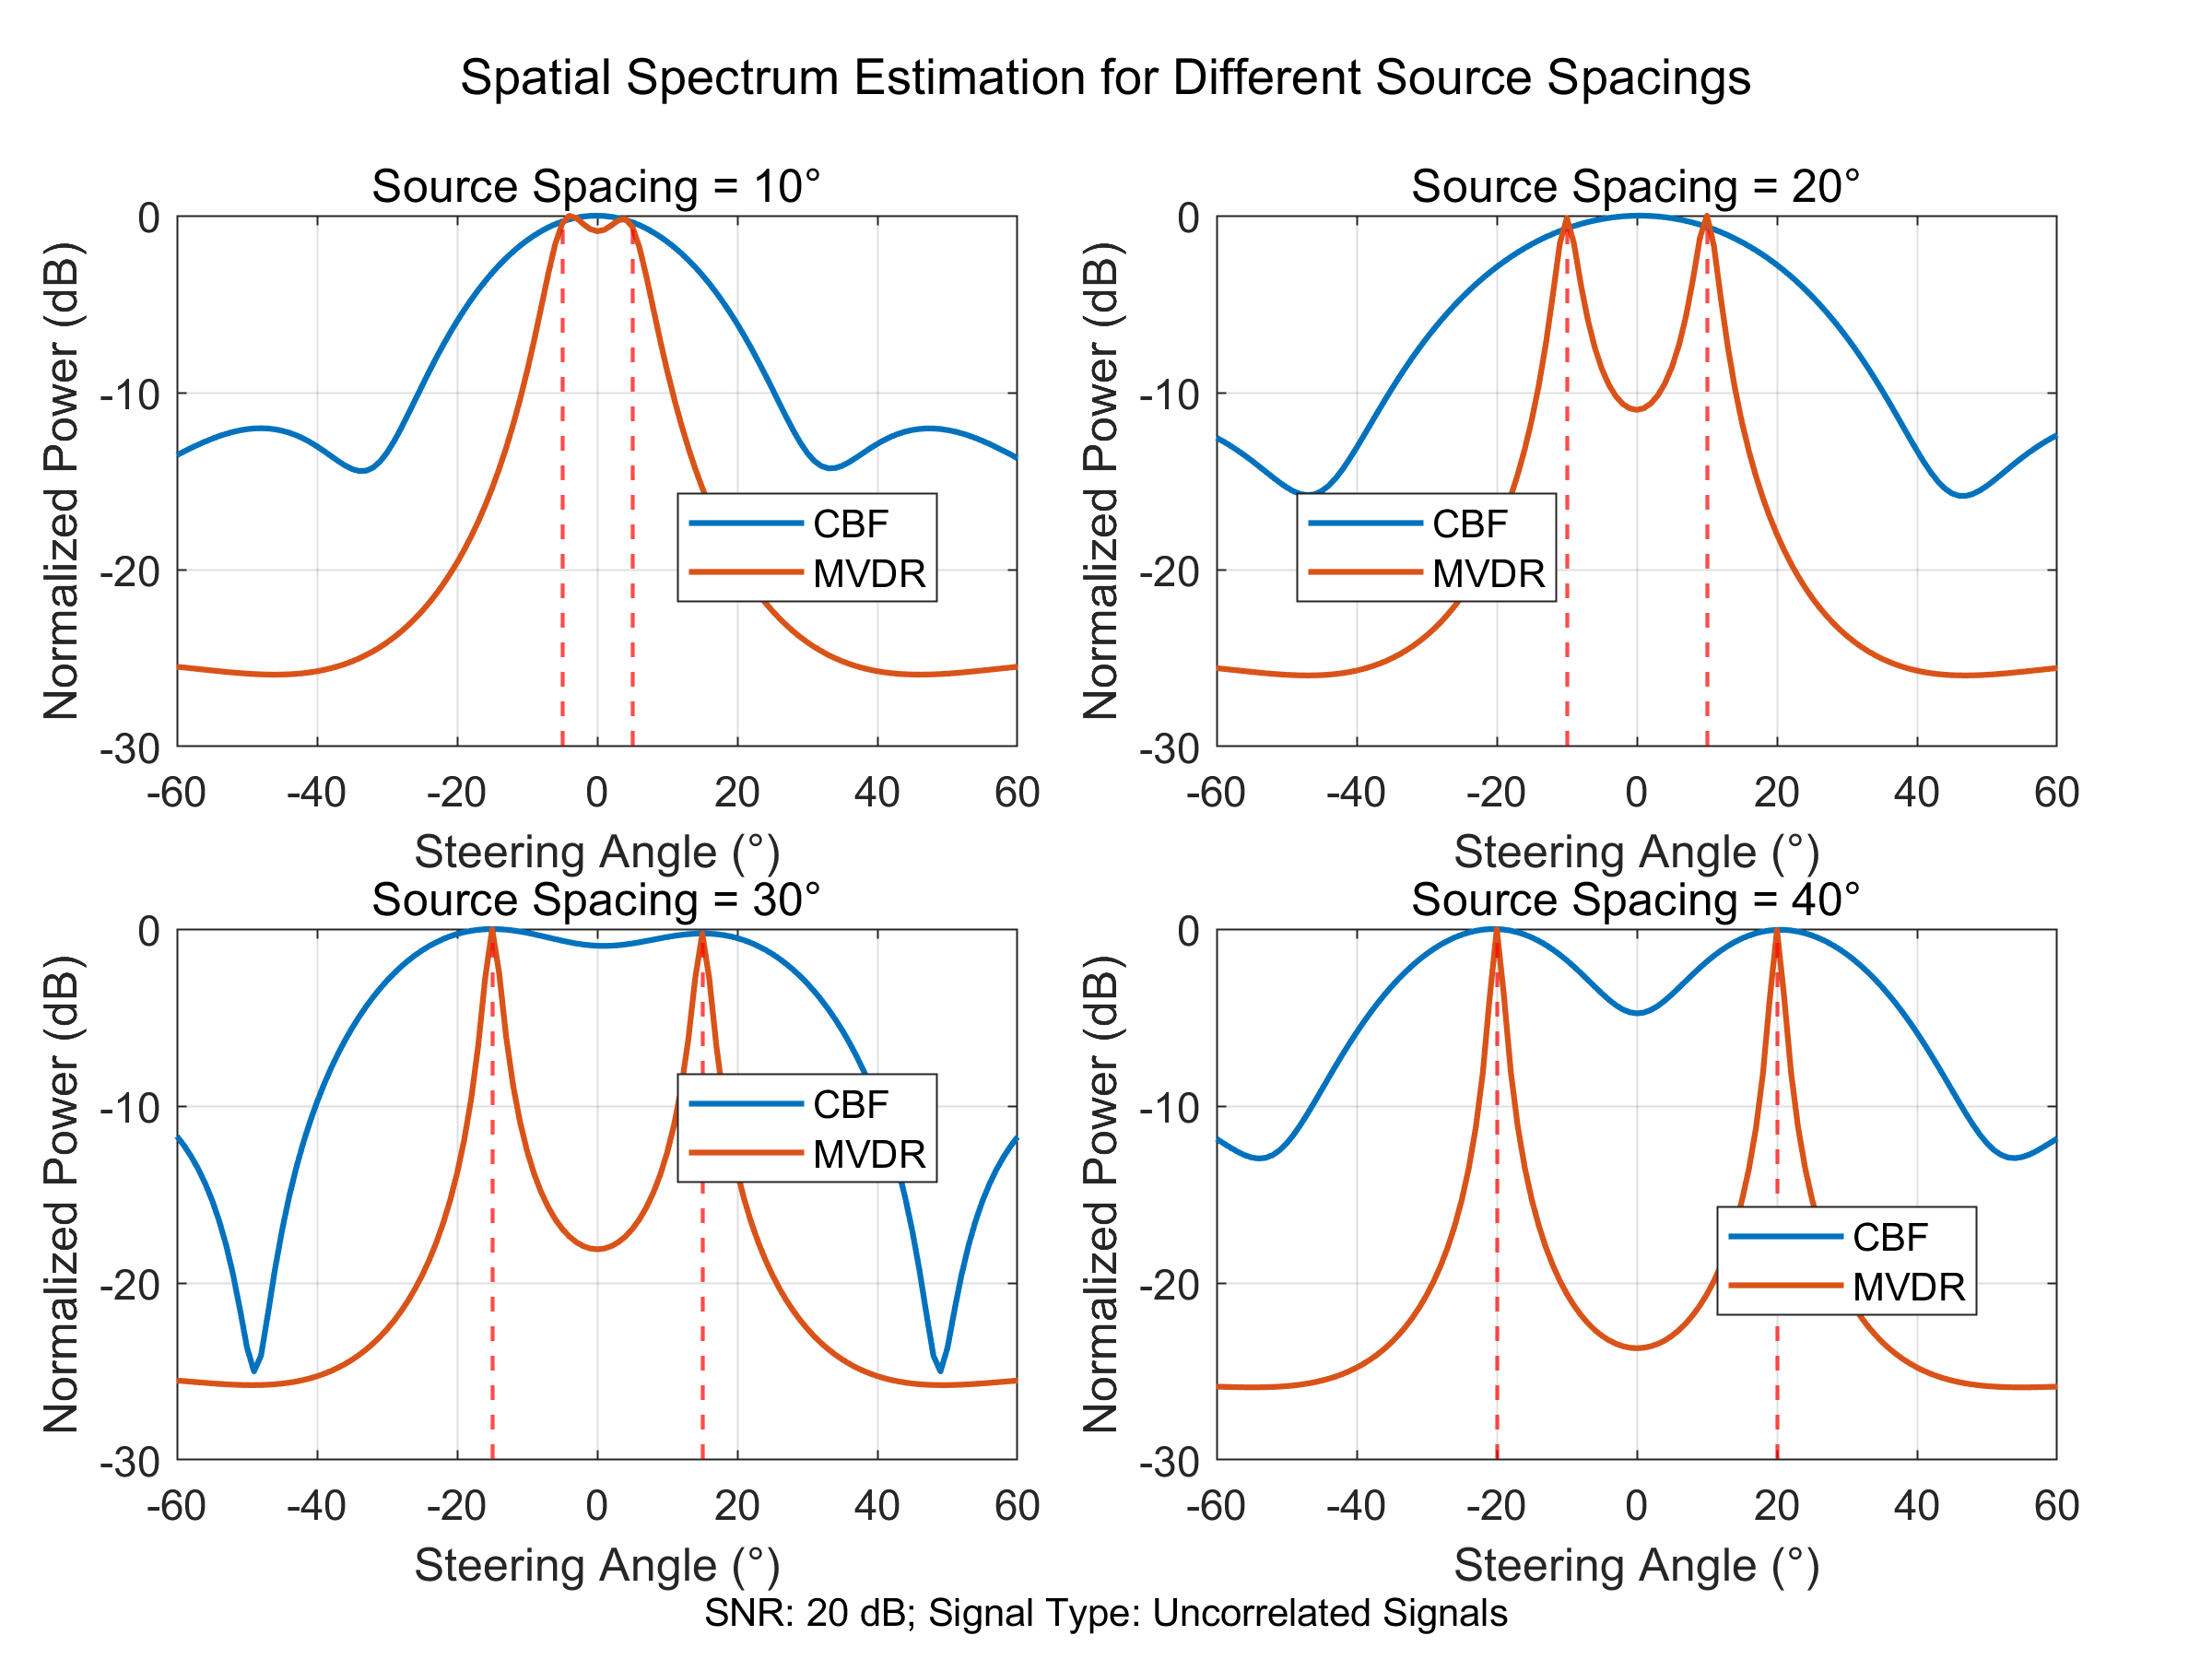 Spatial Spectrum Estimation for Different Source Spacings
Source Spacing = 10°
Normalized Power (dB)
0
-10
-20
-30
CBF
MVDR
-60 -40 -20 0 20 40 60
Steering Angle (°)
Source Spacing = 20°
Normalized Power (dB)
0
-10
-20
-30
CBF
MVDR
-60 -40 -20 0 20 40 60
Steering Angle (°)
Source Spacing = 30°
Normalized Power (dB)
0
-10
-20
-30
CBF
MVDR
-60 -40 -20 0 20 40 60
Steering Angle (°)
Source Spacing = 40°
Normalized Power (dB)
0
-10
-20
-30
CBF
MVDR
-60 -40 -20 0 20 40 60
Steering Angle (°)
SNR: 20 dB; Signal Type: Uncorrelated Signals